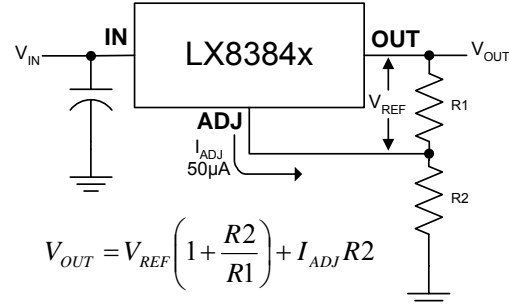 IN
LX8384x
OUT
V_IN
V_OUT
V_REF
R1
ADJ
I_ADJ
50µA
R2
V_OUT = V_REF (1 + R2/R1) + I_ADJ R2